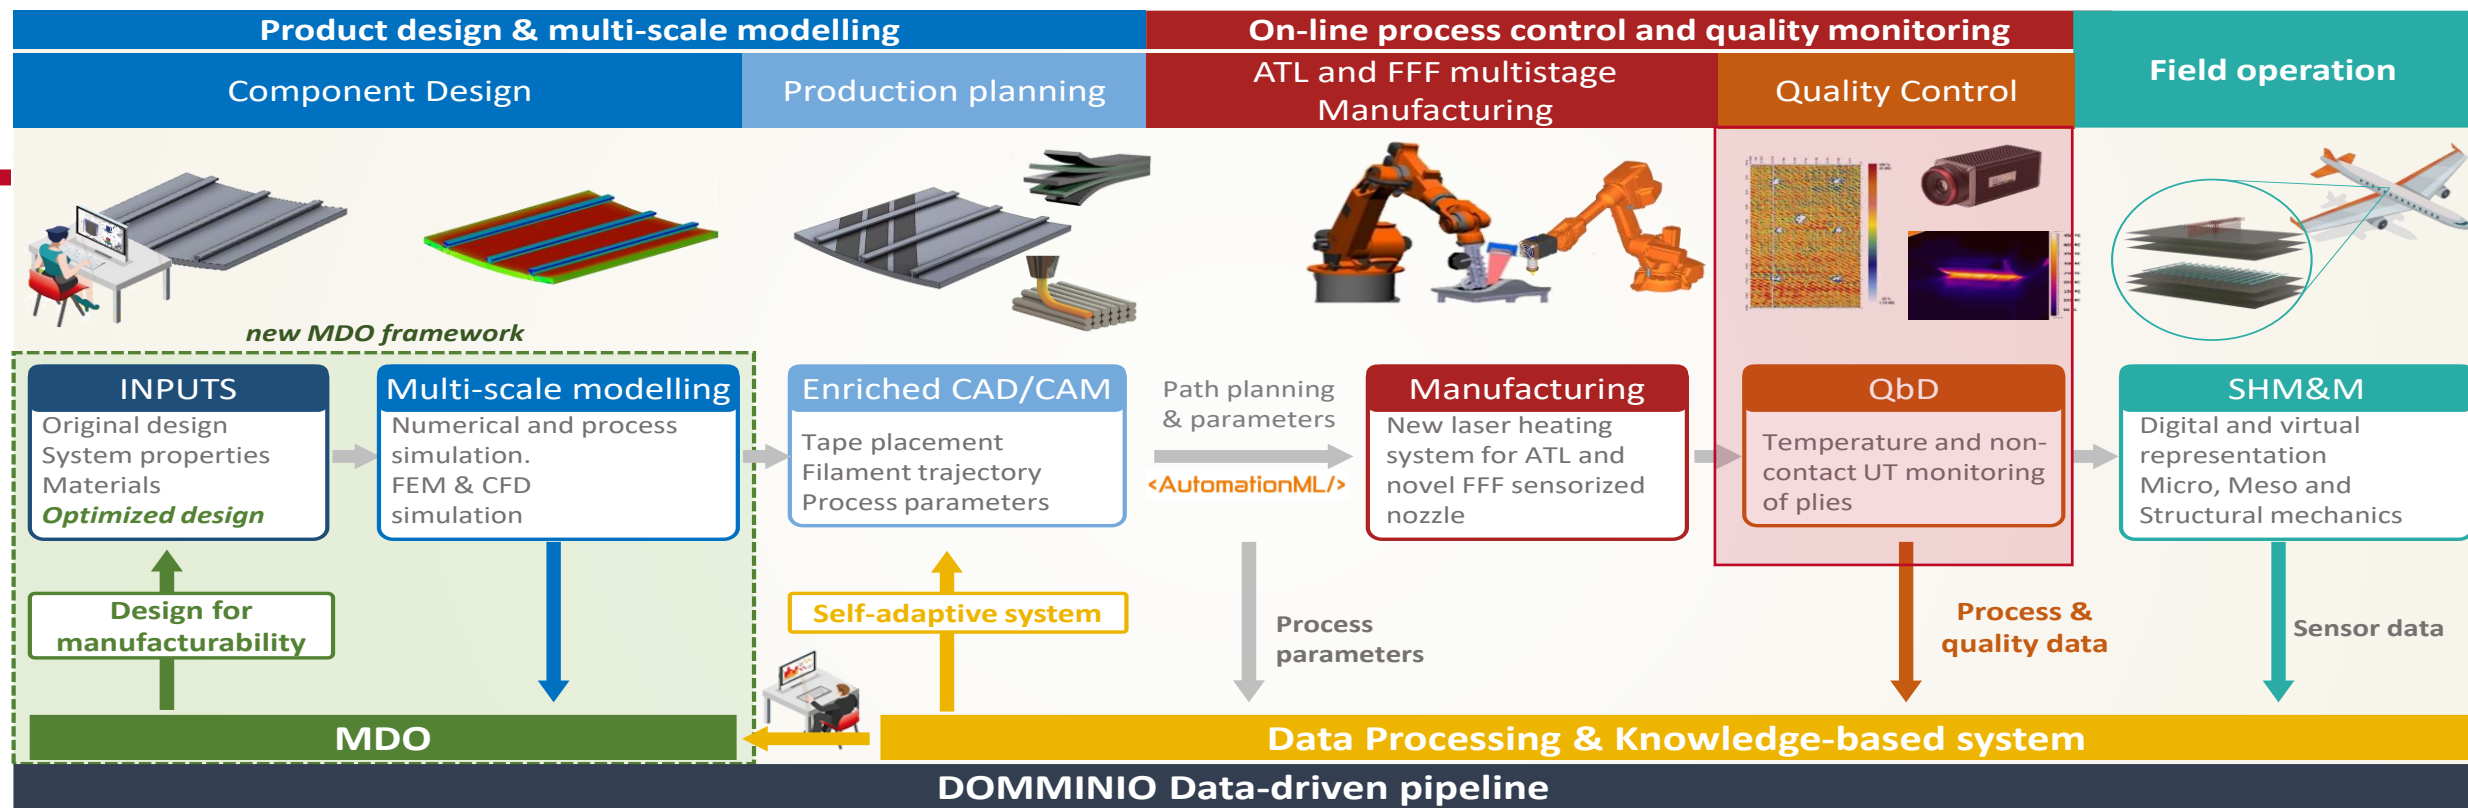 Product design & multi-scale modelling
On-line process control and quality monitoring
Field operation
Component Design
Production planning
ATL and FFF multistage
Manufacturing
Quality Control
new MDO framework
INPUTS
Original design
System properties
Materials
Optimized design
Multi-scale modelling
Numerical and process
simulation.
FEM & CFD
simulation
Enriched CAD/CAM
Tape placement
Filament trajectory
Process parameters
Path planning
& parameters
<AutomationML/>
Manufacturing
New laser heating
system for ATL and
novel FFF sensorized
nozzle
QbD
Temperature and non-
contact UT monitoring
of plies
SHM&M
Digital and virtual
representation
Micro, Meso and
Structural mechanics
Design for
manufacturability
Self-adaptive system
Process
parameters
Process &
quality data
Sensor data
MDO
Data Processing & Knowledge-based system
DOMMINIO Data-driven pipeline